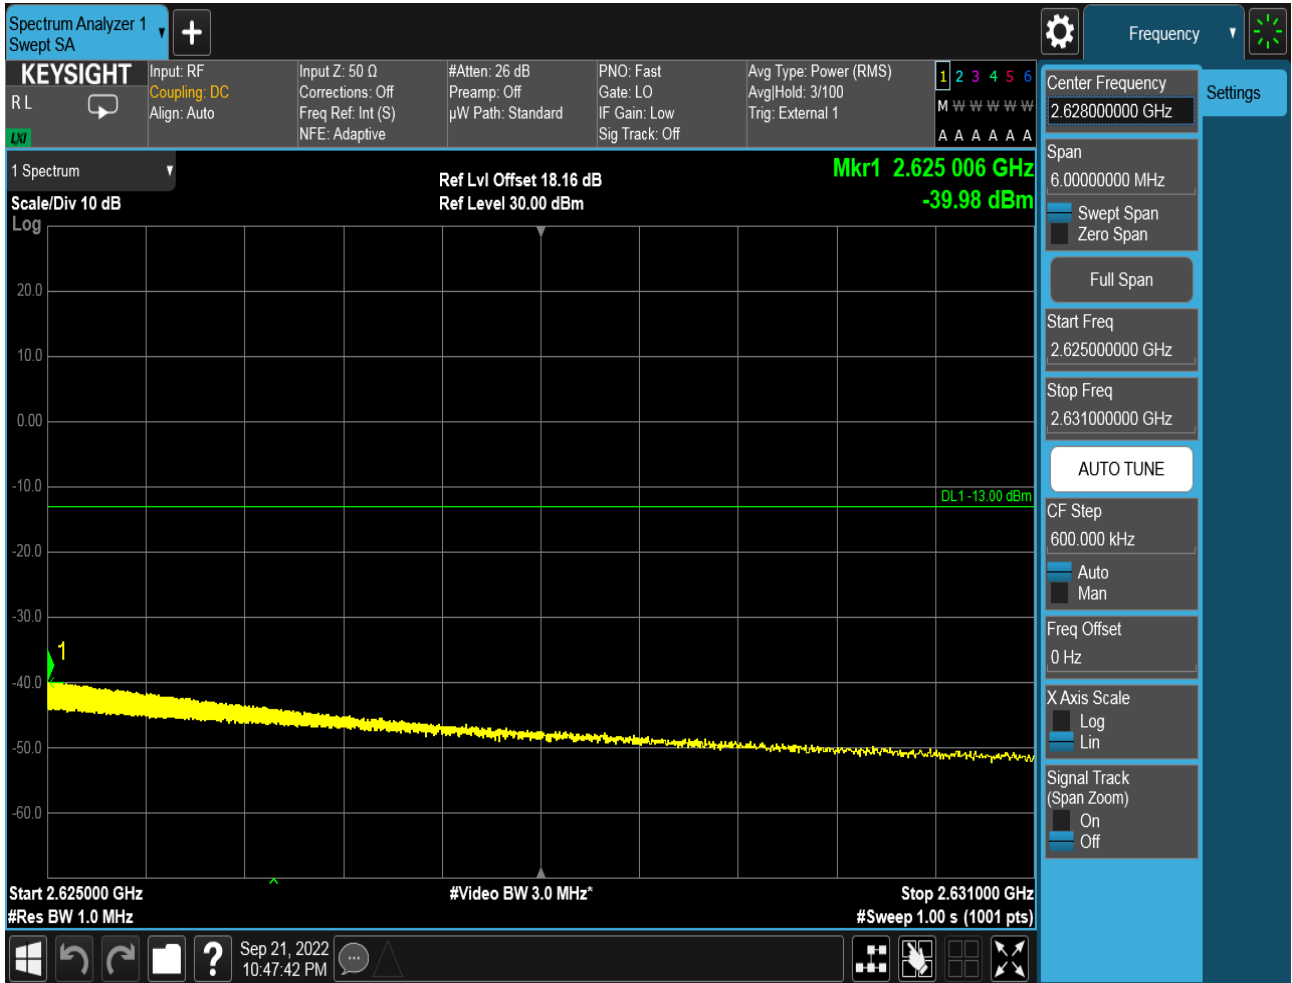 Spectrum Analyzer 1
Swept SA
Frequency
KEYSIGHT
R L
LXI
Input: RF
Coupling: DC
Align: Auto
Input Z: 50 Ω
Corrections: Off
Freq Ref: Int (S)
NFE: Adaptive
#Atten: 26 dB
Preamp: Off
µW Path: Standard
PNO: Fast
Gate: LO
IF Gain: Low
Sig Track: Off
Avg Type: Power (RMS)
Avg|Hold: 3/100
Trig: External 1
1 2 3 4 5 6
M W W W W W
A A A A A A
1 Spectrum
Scale/Div 10 dB
Log
Ref Lvl Offset 18.16 dB
Ref Level 30.00 dBm
Mkr1 2.625 006 GHz
-39.98 dBm
20.0
10.0
0.00
-10.0
DL1 -13.00 dBm
-20.0
-30.0
1
-40.0
-50.0
-60.0
Start 2.625000 GHz
#Res BW 1.0 MHz
#Video BW 3.0 MHz*
Stop 2.631000 GHz
#Sweep 1.00 s (1001 pts)
Sep 21, 2022
10:47:42 PM
Center Frequency
2.628000000 GHz
Settings
Span
6.00000000 MHz
Swept Span
Zero Span
Full Span
Start Freq
2.625000000 GHz
Stop Freq
2.631000000 GHz
AUTO TUNE
CF Step
600.000 kHz
Auto
Man
Freq Offset
0 Hz
X Axis Scale
Log
Lin
Signal Track
(Span Zoom)
On
Off